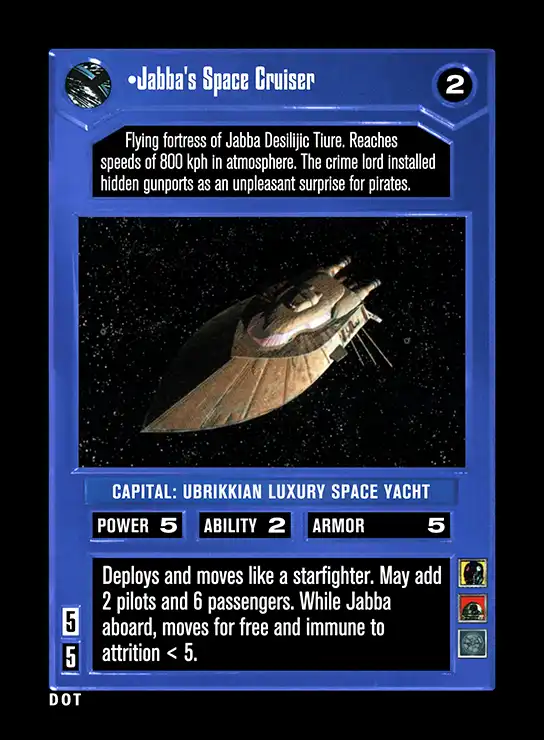 •Jabba's Space Cruiser
2
Flying fortress of Jabba Desilijic Tiure. Reaches
speeds of 800 kph in atmosphere. The crime lord installed
hidden gunports as an unpleasant surprise for pirates.
CAPITAL: UBRIKKIAN LUXURY SPACE YACHT
POWER 5 ABILITY 2 ARMOR 5
Deploys and moves like a starfighter. May add
2 pilots and 6 passengers. While Jabba
aboard, moves for free and immune to
attrition < 5.
5
5
DOT